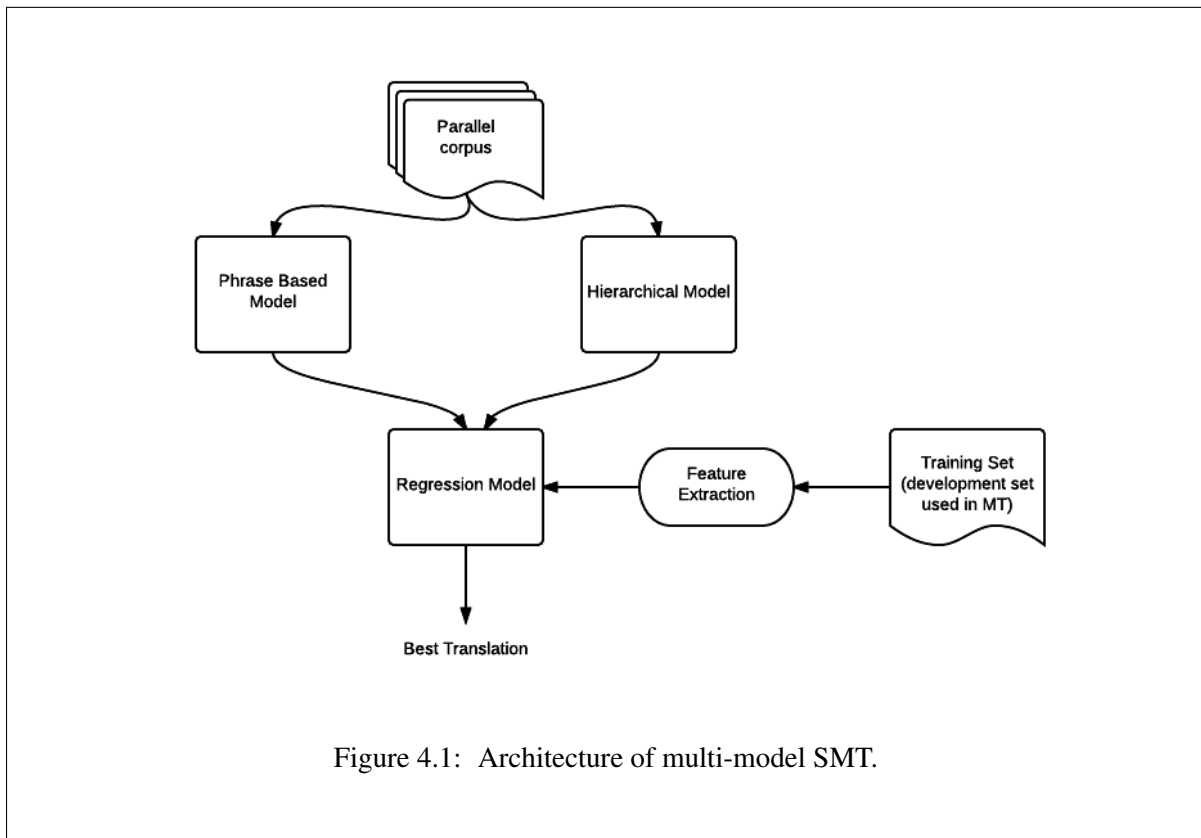 Parallel
corpus
Phrase Based
Model
Hierarchical Model
Regression Model
Feature
Extraction
Training Set
(development set
used in MT)
Best Translation
Figure 4.1: Architecture of multi-model SMT.